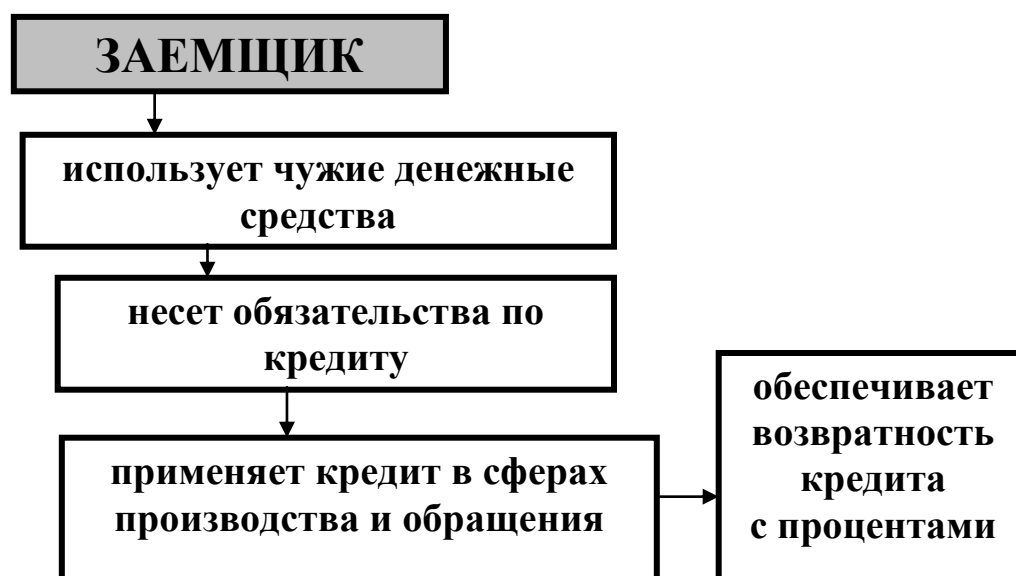 ЗАЕМЩИК
использует чужие денежные
средства
несет обязательства по
кредиту
применяет кредит в сферах
производства и обращения
обеспечивает
возвратность
кредита
с процентами